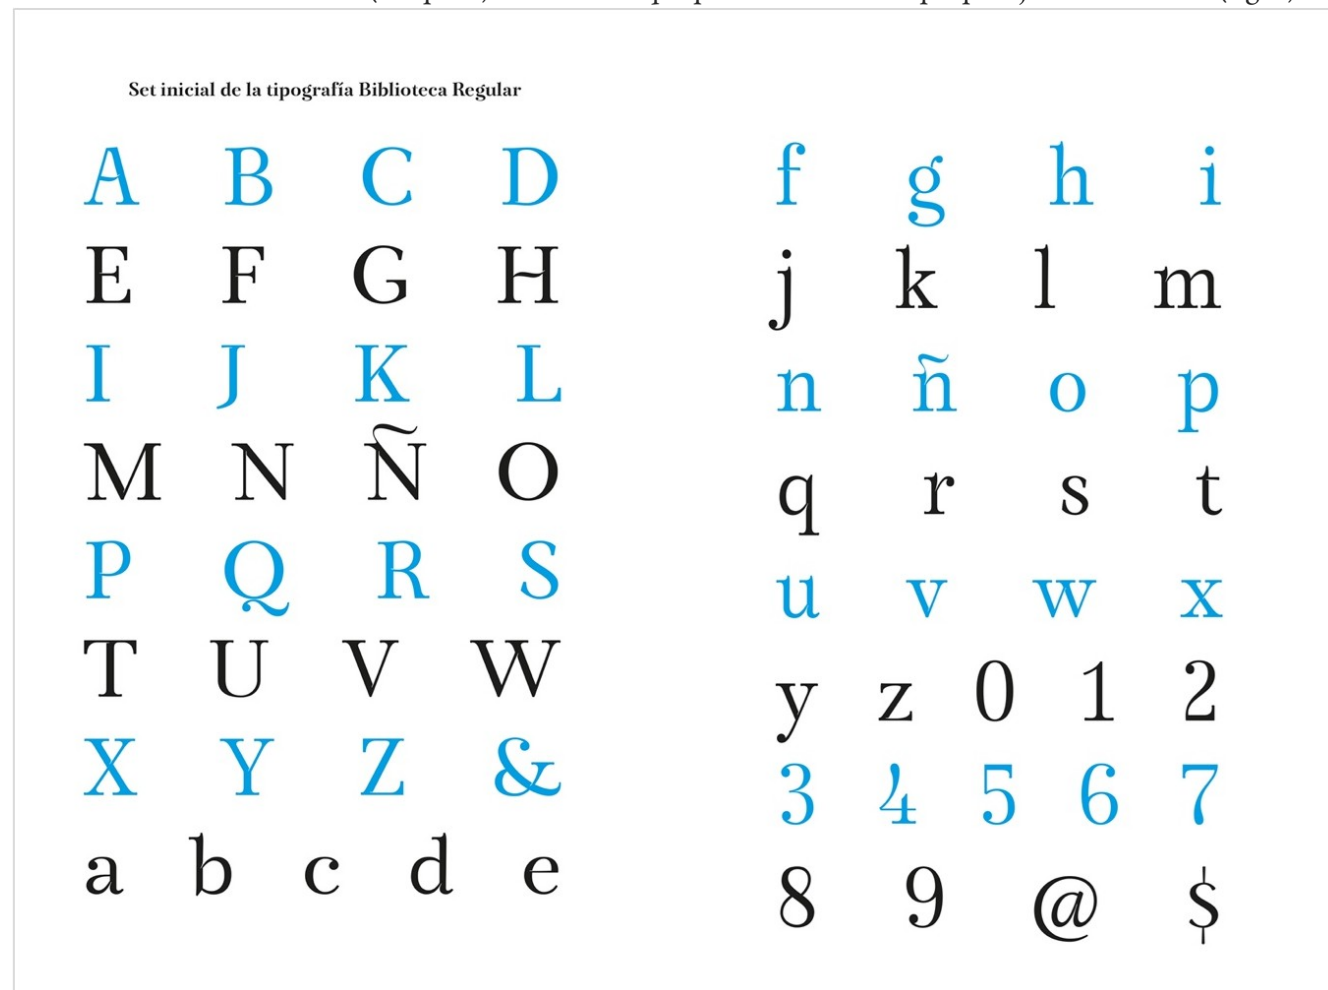 Set inicial de la tipografía Biblioteca Regular
A B C D
E F G H
I J K L
M N Ñ O
P Q R S
T U V W
X Y Z &
a b c d e
f g h i
j k l m
n ñ o p
q r s t
u v w x
y z 0 1 2
3 4 5 6 7
8 9 @ $